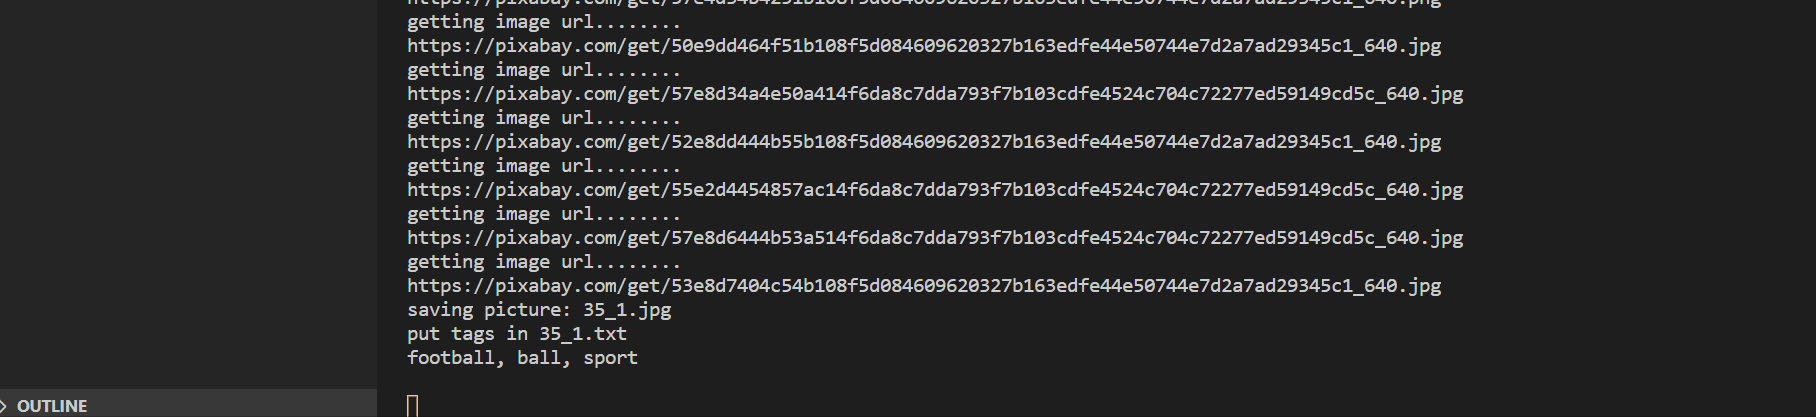 getting image url........
https://pixabay.com/get/50e9dd464f51b108f5d084609620327b163edfe44e50744e7d2a7ad29345c1_640.jpg
getting image url........
https://pixabay.com/get/57e8d34a4e50a414f6da8c7dda793f7b103cdfe4524c704c72277ed59149cd5c_640.jpg
getting image url........
https://pixabay.com/get/52e8dd444b55b108f5d084609620327b163edfe44e50744e7d2a7ad29345c1_640.jpg
getting image url........
https://pixabay.com/get/55e2d4454857ac14f6da8c7dda793f7b103cdfe4524c704c72277ed59149cd5c_640.jpg
getting image url........
https://pixabay.com/get/57e8d6444b53a514f6da8c7dda793f7b103cdfe4524c704c72277ed59149cd5c_640.jpg
getting image url........
https://pixabay.com/get/53e8d7404c54b108f5d084609620327b163edfe44e50744e7d2a7ad29345c1_640.jpg
saving picture: 35_1.jpg
put tags in 35_1.txt
football, ball, sport
OUTLINE